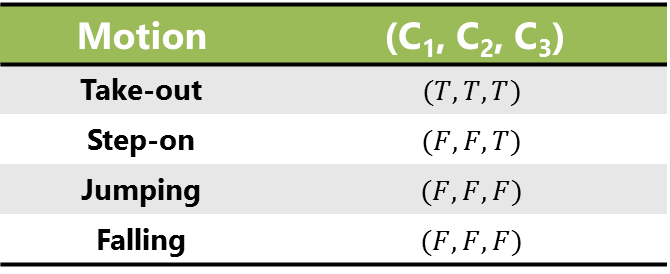 Motion (C₁, C₂, C₃)
Take-out (T, T, T)
Step-on (F, F, T)
Jumping (F, F, F)
Falling (F, F, F)